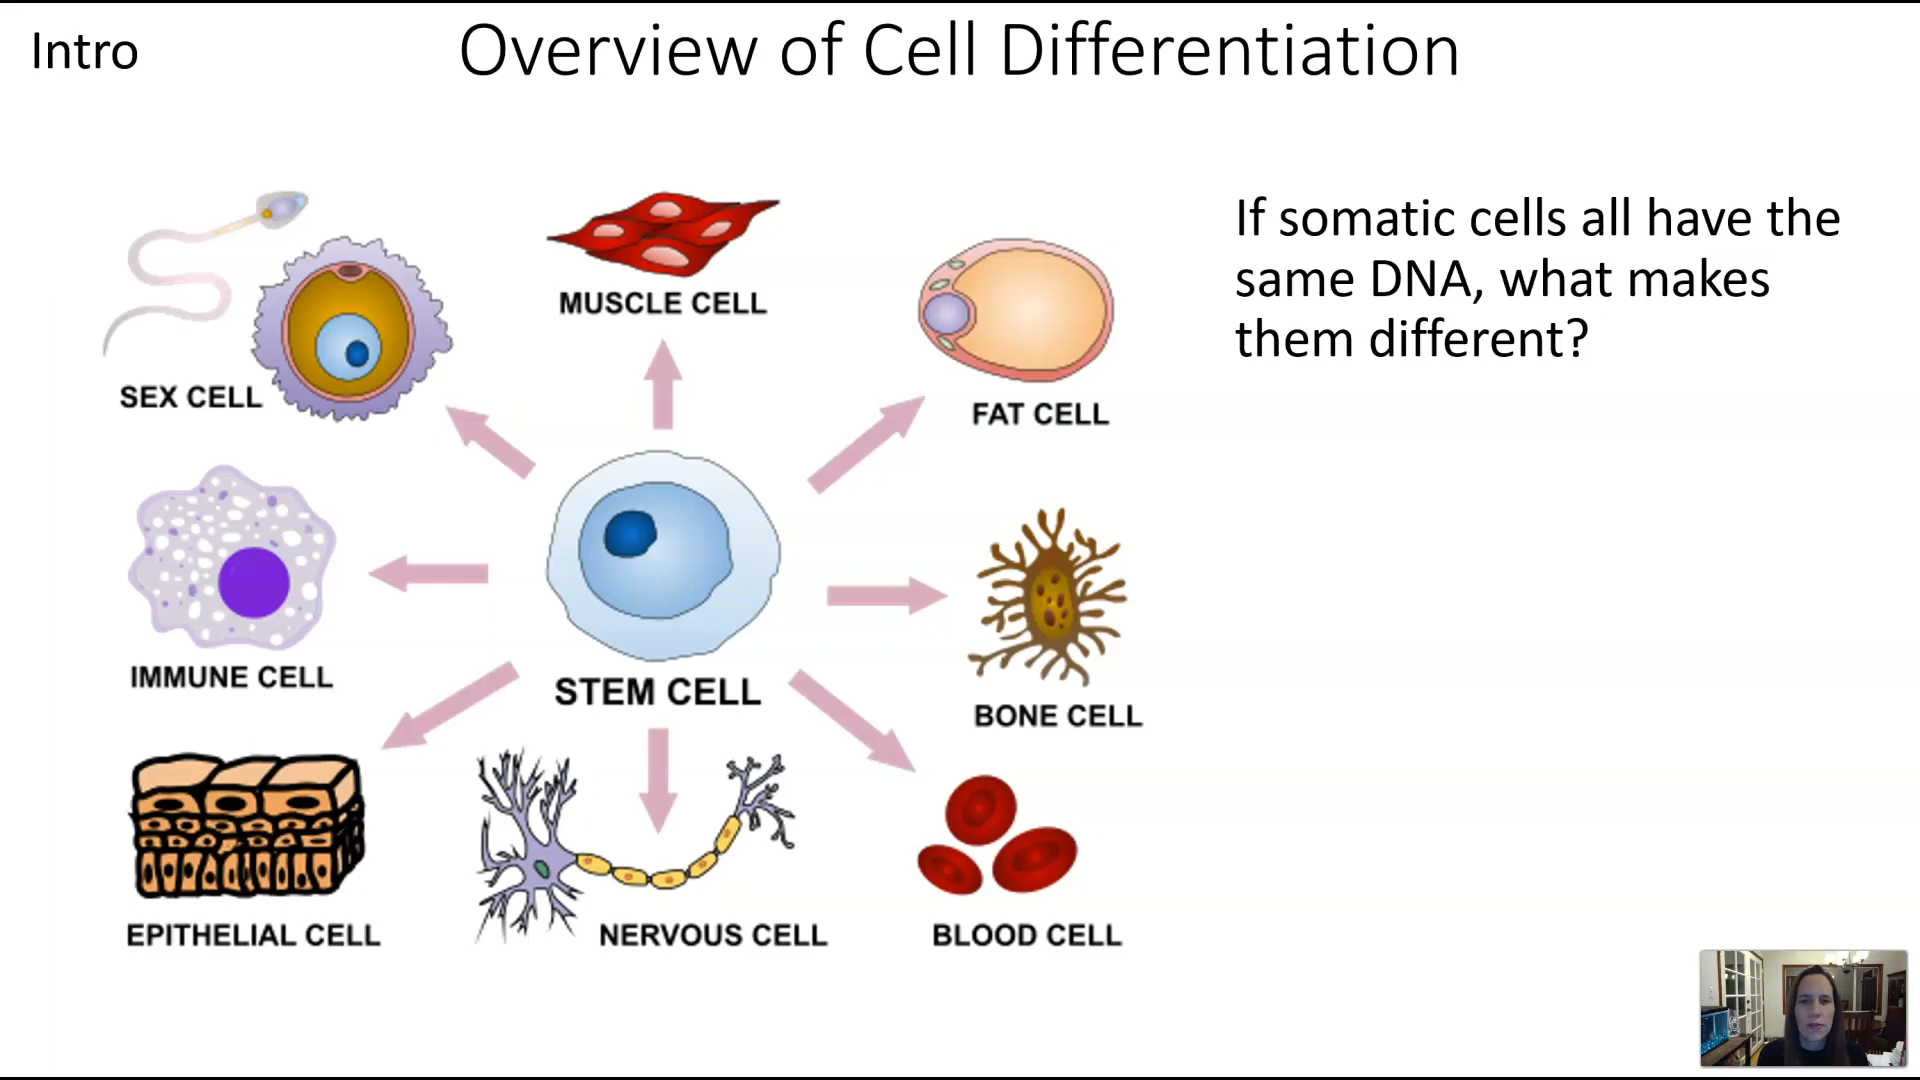 Intro
Overview of Cell Differentiation
If somatic cells all have the
same DNA, what makes
them different?
MUSCLE CELL
SEX CELL
FAT CELL
IMMUNE CELL
STEM CELL
BONE CELL
EPITHELIAL CELL
NERVOUS CELL
BLOOD CELL